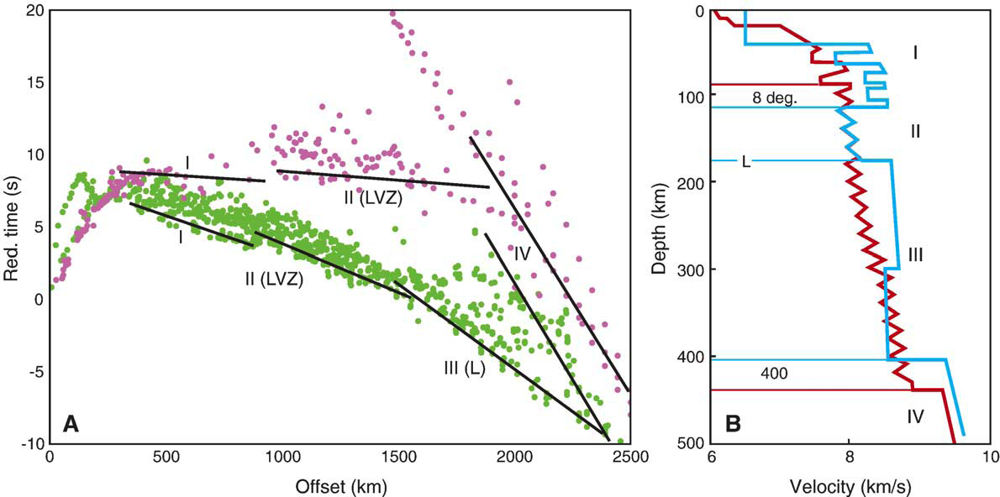 20
15
10
5
0
-5
-10
Red. time (s)
I
I
II (LVZ)
II (LVZ)
IV
III (L)
A
0
500
1000
1500
2000
2500
Offset (km)
0
100
200
300
400
500
Depth (km)
I
8 deg.
II
L
III
400
IV
B
6
8
10
Velocity (km/s)